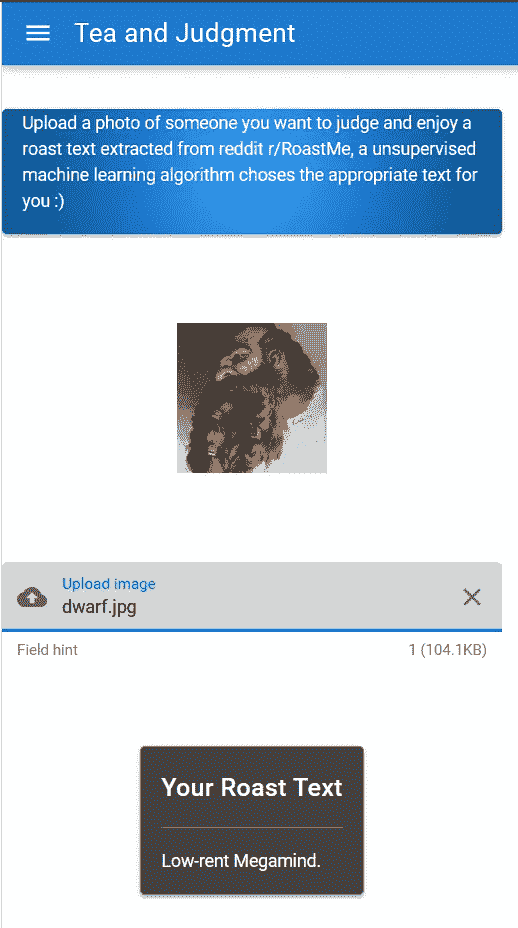 Tea and Judgment
Upload a photo of someone you want to judge and enjoy a
roast text extracted from reddit r/RoastMe, a unsupervised
machine learning algorithm choses the appropriate text for
you :)
Upload image
dwarf.jpg
Field hint
1 (104.1KB)
Your Roast Text
Low-rent Megamind.